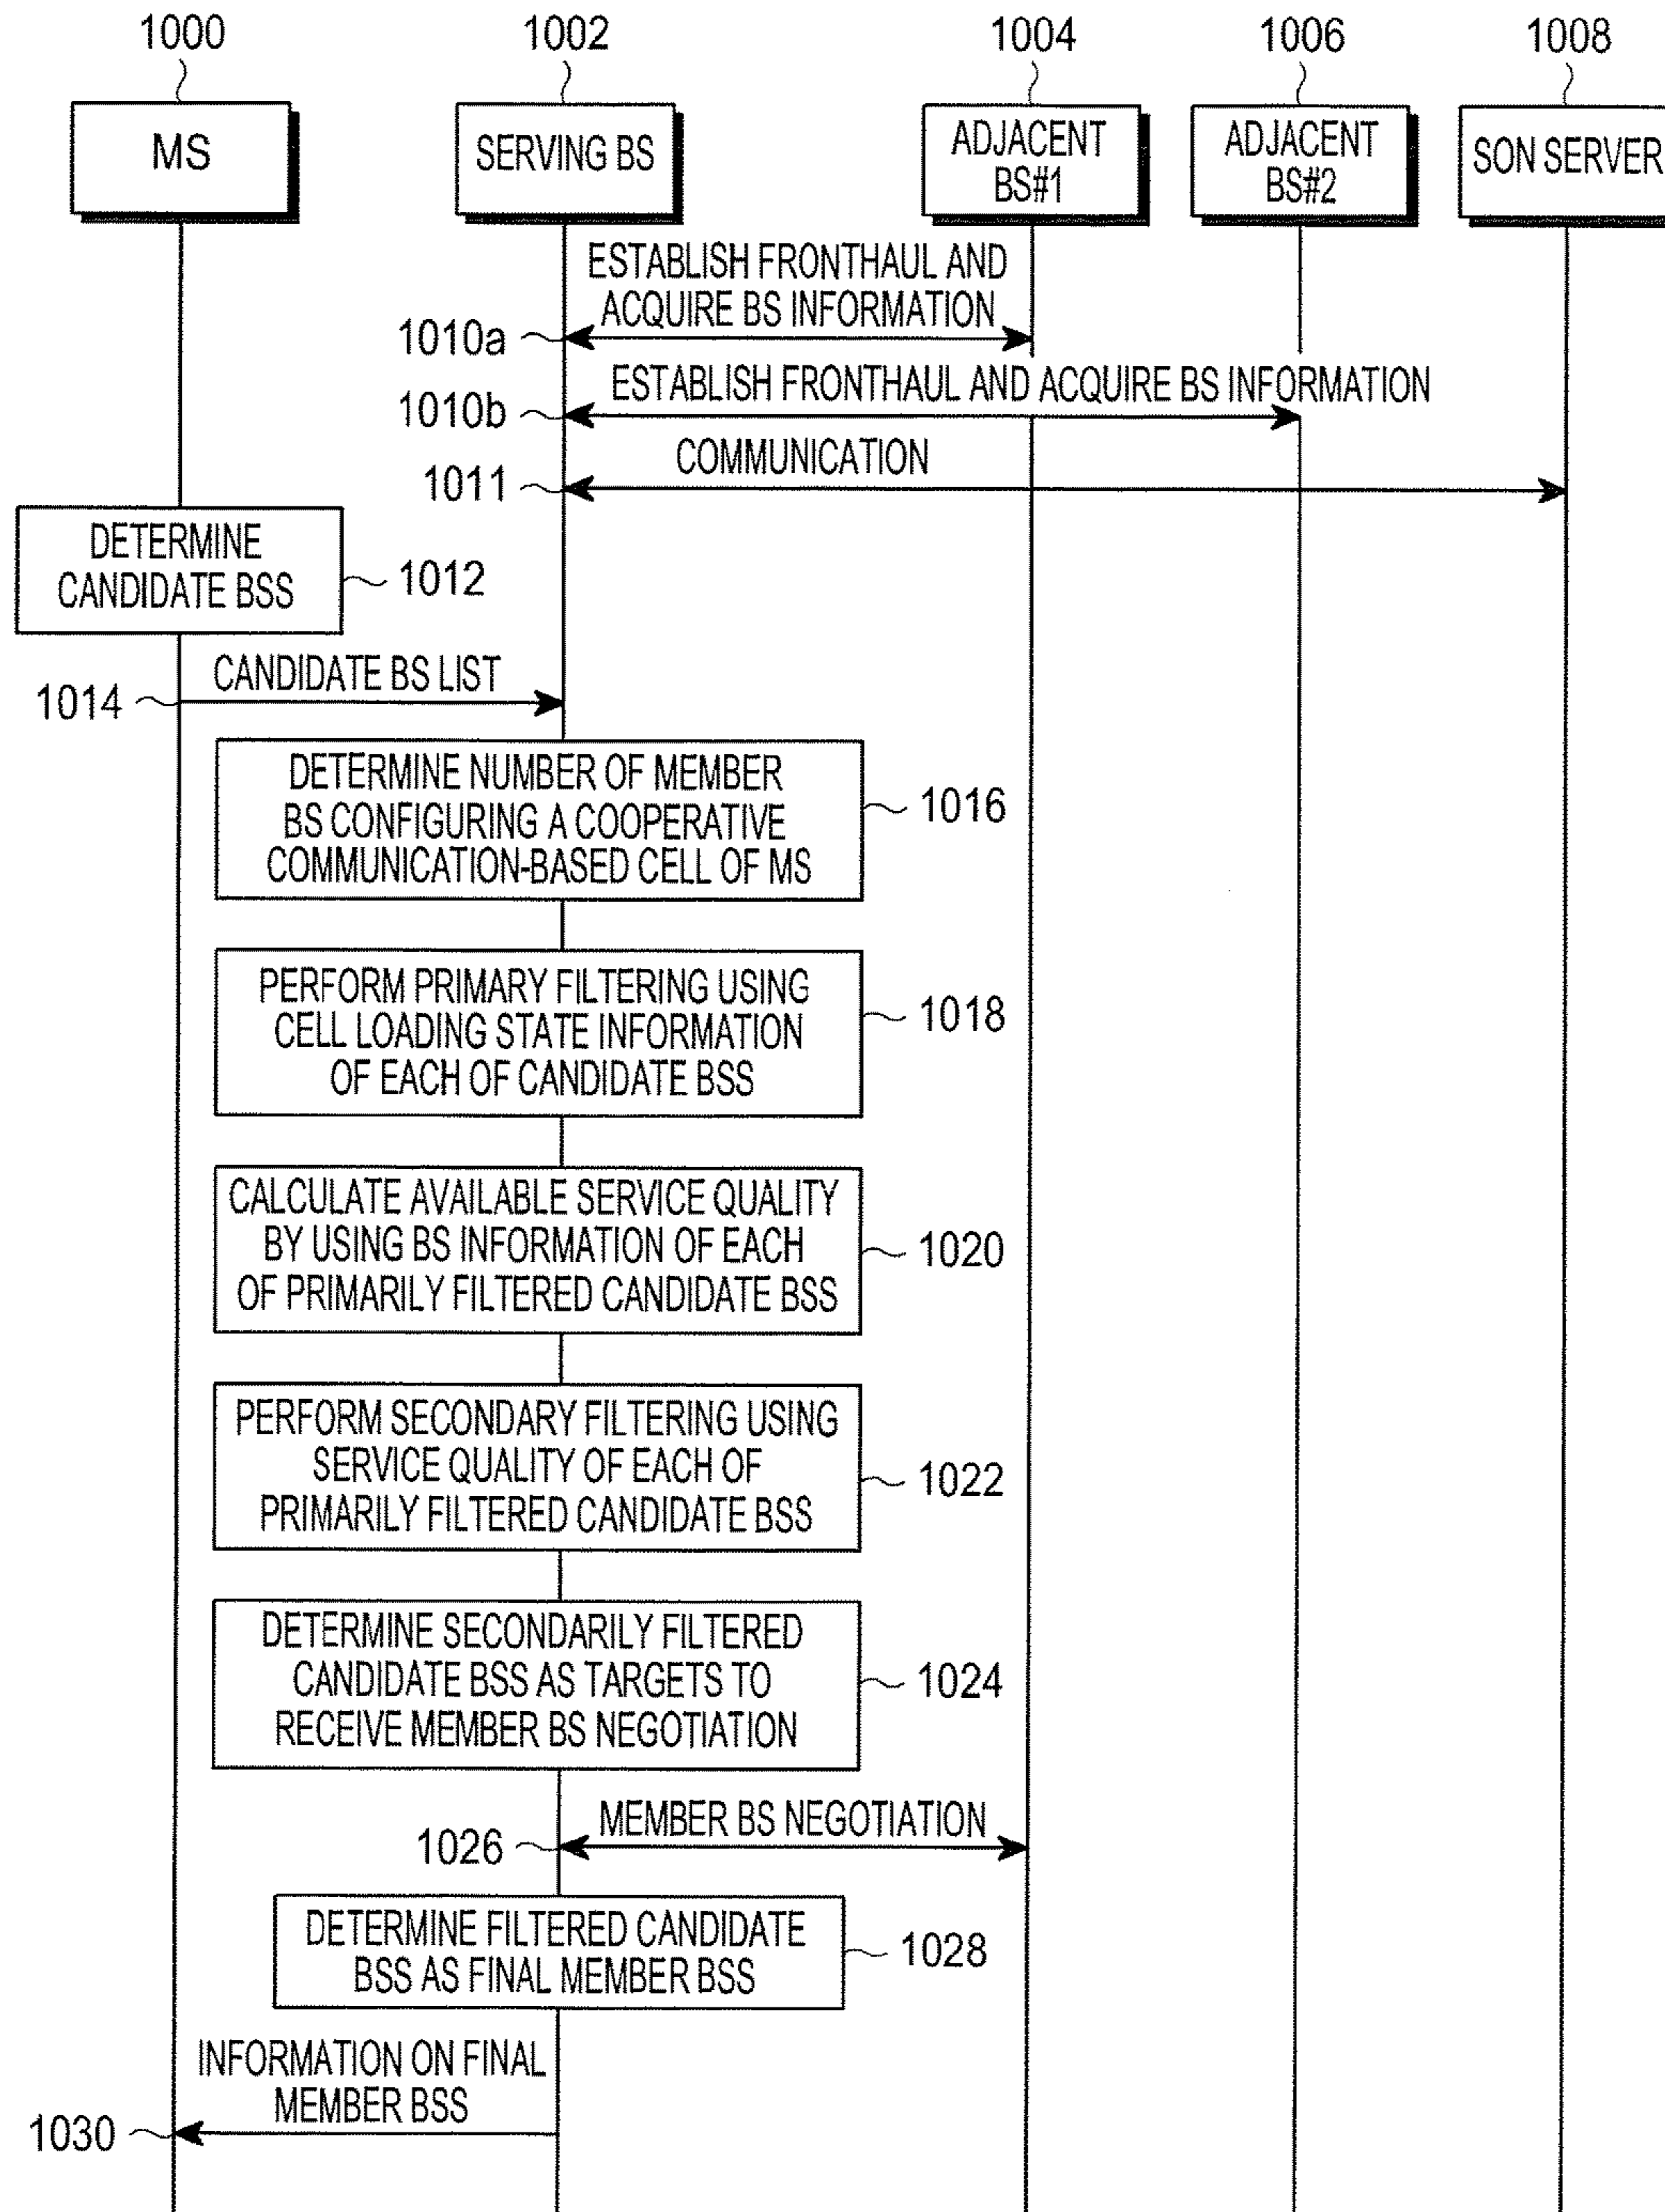 1000
1002
1004
1006
1008
MS
SERVING BS
ADJACENT
BS#1
ADJACENT
BS#2
SON SERVER
ESTABLISH FRONTHAUL AND
ACQUIRE BS INFORMATION
1010a
ESTABLISH FRONTHAUL AND ACQUIRE BS INFORMATION
1010b
COMMUNICATION
1011
DETERMINE
CANDIDATE BSS
1012
CANDIDATE BS LIST
1014
DETERMINE NUMBER OF MEMBER
BS CONFIGURING A COOPERATIVE
COMMUNICATION-BASED CELL OF MS
1016
PERFORM PRIMARY FILTERING USING
CELL LOADING STATE INFORMATION
OF EACH OF CANDIDATE BSS
1018
CALCULATE AVAILABLE SERVICE QUALITY
BY USING BS INFORMATION OF EACH
OF PRIMARILY FILTERED CANDIDATE BSS
1020
PERFORM SECONDARY FILTERING USING
SERVICE QUALITY OF EACH OF
PRIMARILY FILTERED CANDIDATE BSS
1022
DETERMINE SECONDARILY FILTERED
CANDIDATE BSS AS TARGETS TO
RECEIVE MEMBER BS NEGOTIATION
1024
MEMBER BS NEGOTIATION
1026
DETERMINE FILTERED CANDIDATE
BSS AS FINAL MEMBER BSS
1028
INFORMATION ON FINAL
MEMBER BSS
1030